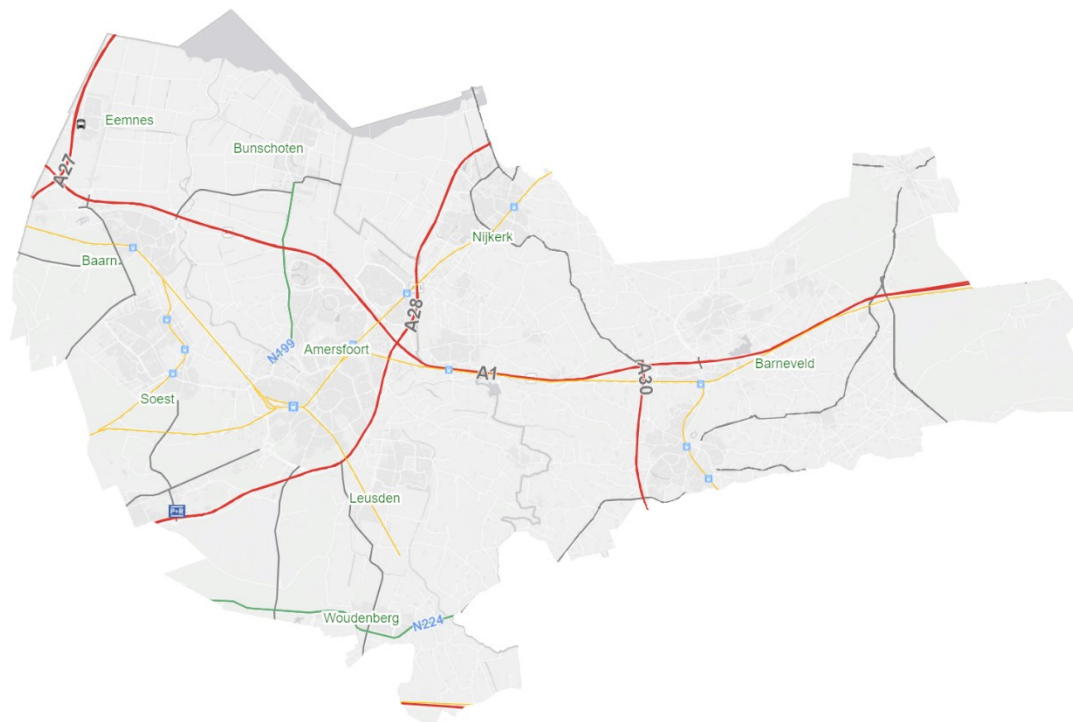 Eemnes
Bunschoten
A27
Nijkerk
Baarn
A28
N199
Amersfoort
A1
A30
Barneveld
Soest
Leusden
Woudenberg
N224